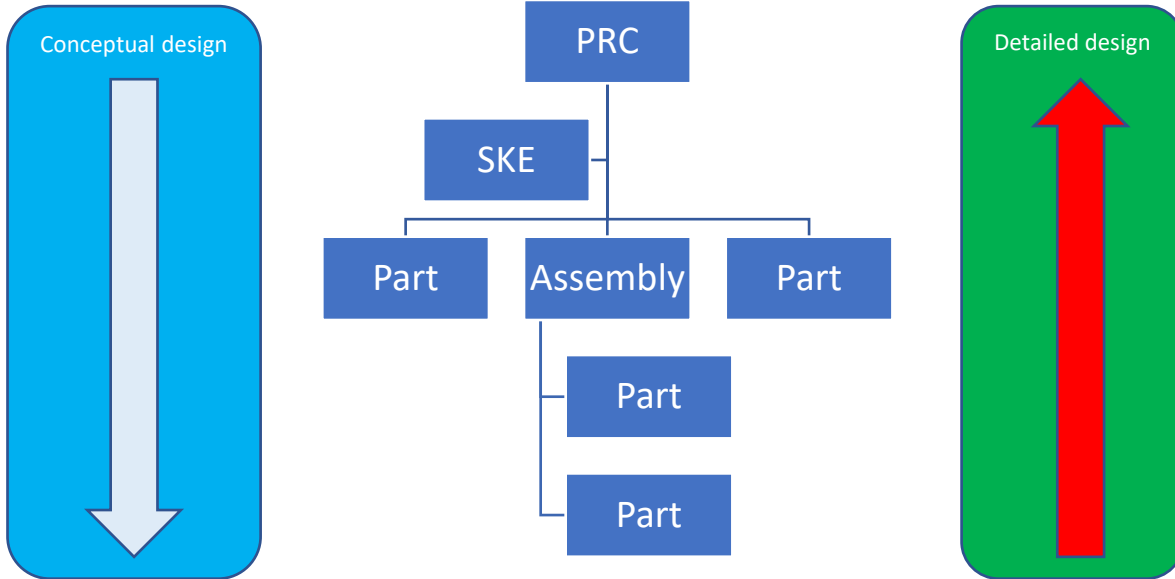 Conceptual design
PRC
Detailed design
SKE
Part
Assembly
Part
Part
Part